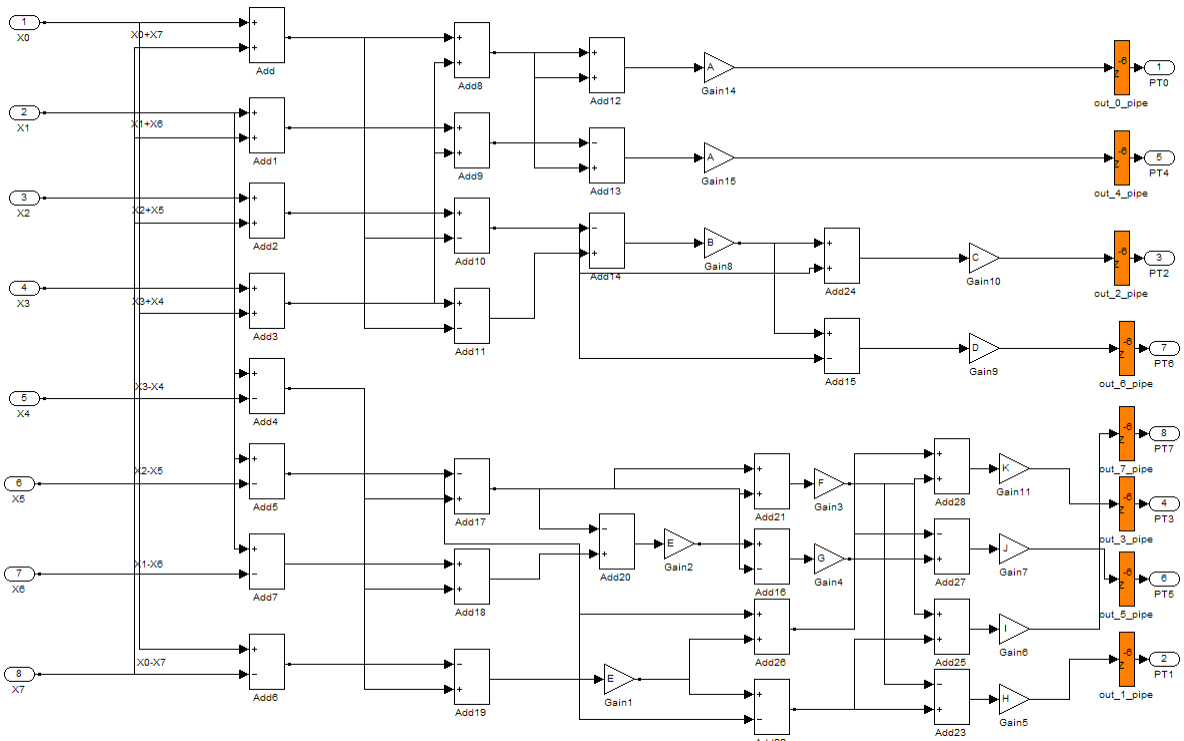 1
X0
X0+X7
+
+
Add
+
+
Add8
+
+
Add12
A
Gain14
-6
Z
out_0_pipe
1
PT0
2
X1
X1+X6
+
+
Add1
+
+
Add9
−
+
Add13
A
Gain15
-6
Z
out_4_pipe
5
PT4
3
X2
X2+X5
+
+
Add2
+
−
Add10
−
+
Add14
B
Gain8
+
+
Add24
C
Gain10
-6
Z
out_2_pipe
3
PT2
4
X3
X3+X4
+
+
Add3
+
−
Add11
+
−
Add15
D
Gain9
-6
Z
out_6_pipe
7
PT6
5
X4
X3-X4
+
−
Add4
-6
Z
out_7_pipe
8
PT7
6
X5
X2-X5
+
−
Add5
−
+
Add17
+
+
Add21
F
Gain3
+
+
Add28
K
Gain11
-6
Z
out_3_pipe
4
PT3
7
X6
X1-X6
+
−
Add7
+
+
Add18
−
+
Add20
E
Gain2
+
−
Add16
G
Gain4
−
+
Add27
J
Gain7
-6
Z
out_5_pipe
6
PT5
+
+
Add26
+
+
Add25
I
Gain6
8
X7
X0-X7
+
−
Add6
−
+
Add19
E
Gain1
+
−
−
+
Add23
H
Gain5
-6
Z
out_1_pipe
2
PT1